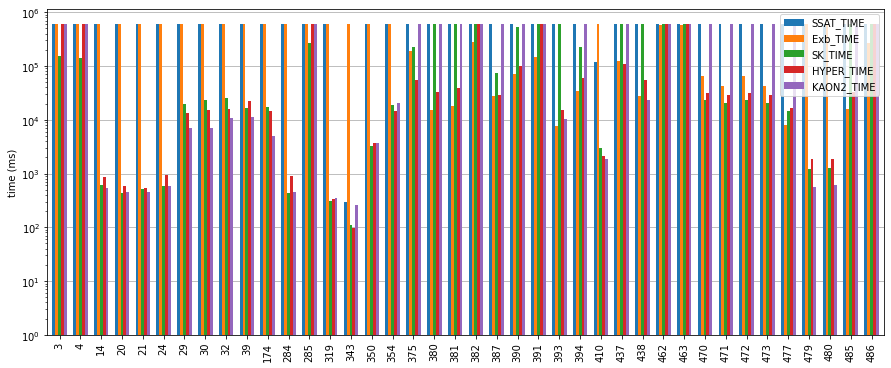 time (ms)
10⁶
10⁵
10⁴
10³
10²
10¹
10⁰
SSAT_TIME
Exb_TIME
SK_TIME
HYPER_TIME
KAON2_TIME
3 4 14 20 21 24 29 30 32 39 174 284 285 319 343 350 354 375 380 381 382 387 390 391 393 394 410 437 438 462 463 470 471 472 473 477 479 480 485 486